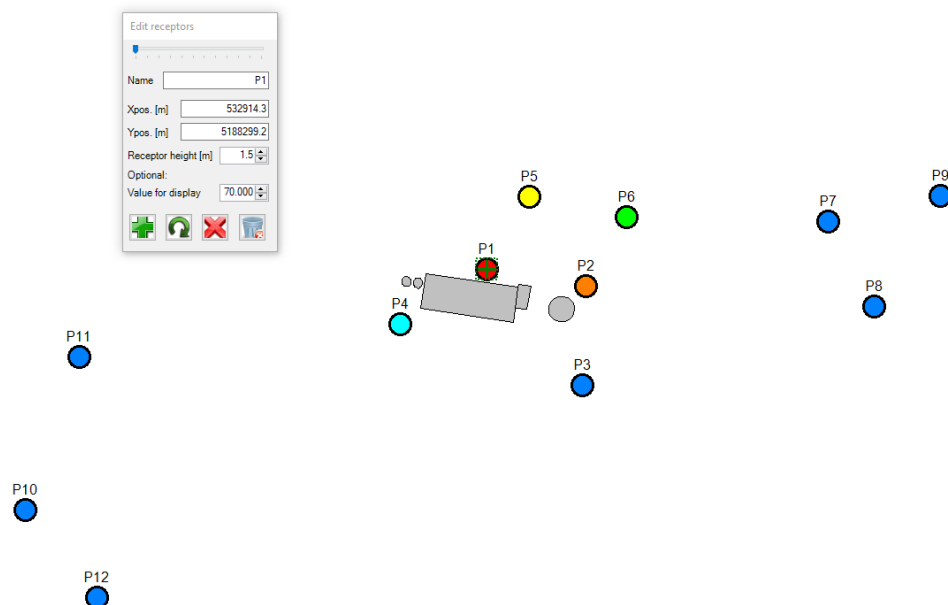 Edit receptors
Name P1
Xpos. [m] 532914.3
Ypos. [m] 5188299.2
Receptor height [m] 1.5
Optional:
Value for display 70.000
P5
P6
P7
P9
P1
P2
P4
P8
P11
P3
P10
P12